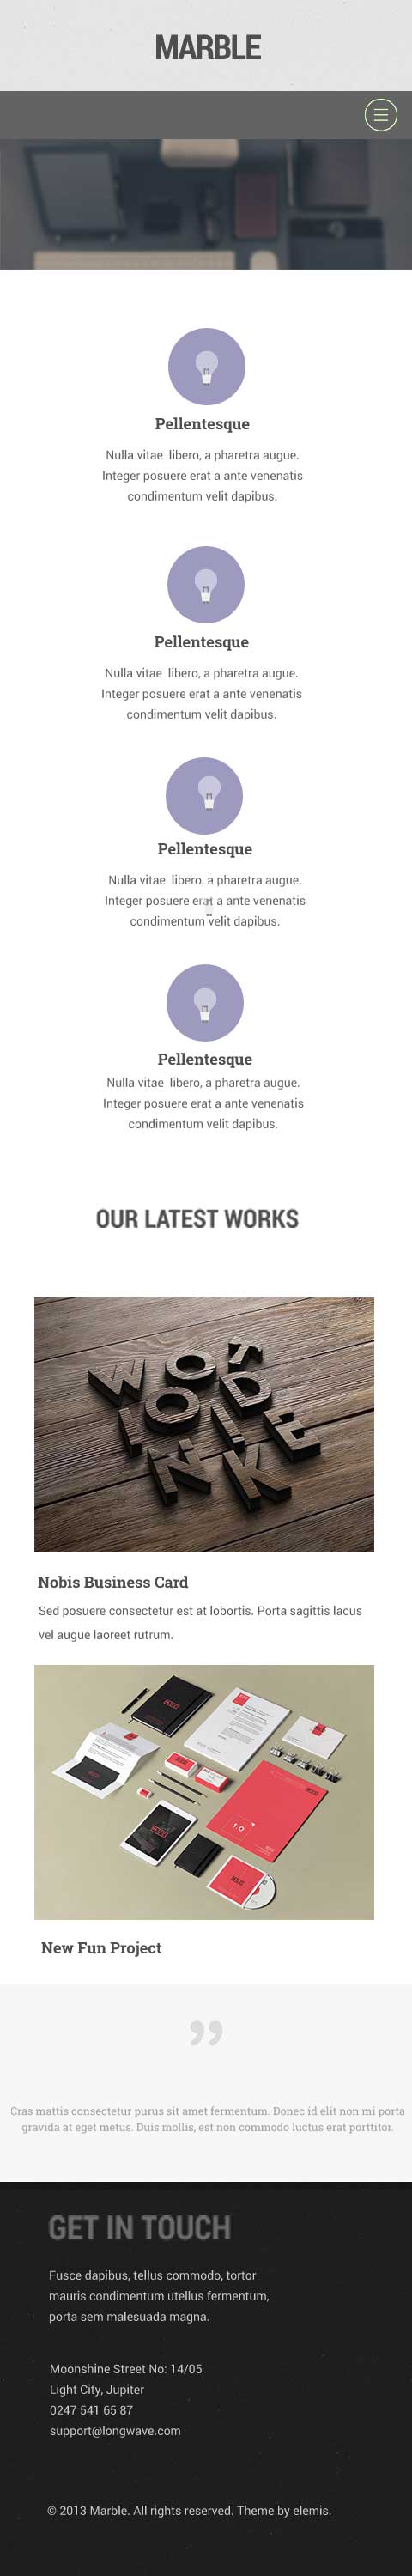 MARBLE
Pellentesque
Nulla vitae libero, a pharetra augue.
Integer posuere erat a ante venenatis
condimentum velit dapibus.
Pellentesque
Nulla vitae libero, a pharetra augue.
Integer posuere erat a ante venenatis
condimentum velit dapibus.
Pellentesque
Nulla vitae libero, a pharetra augue.
Integer posuere erat a ante venenatis
condimentum velit dapibus.
Pellentesque
Nulla vitae libero, a pharetra augue.
Integer posuere erat a ante venenatis
condimentum velit dapibus.
OUR LATEST WORKS
Nobis Business Card
Sed posuere consectetur est at lobortis. Porta sagittis lacus
vel augue laoreet rutrum.
1.0
New Fun Project
”
Cras mattis consectetur purus sit amet fermentum. Donec id elit non mi porta
gravida at eget metus. Duis mollis, est non commodo luctus erat porttitor.
GET IN TOUCH
Fusce dapibus, tellus commodo, tortor
mauris condimentum utellus fermentum,
porta sem malesuada magna.
Moonshine Street No: 14/05
Light City, Jupiter
0247 541 65 87
support@longwave.com
© 2013 Marble. All rights reserved. Theme by elemis.